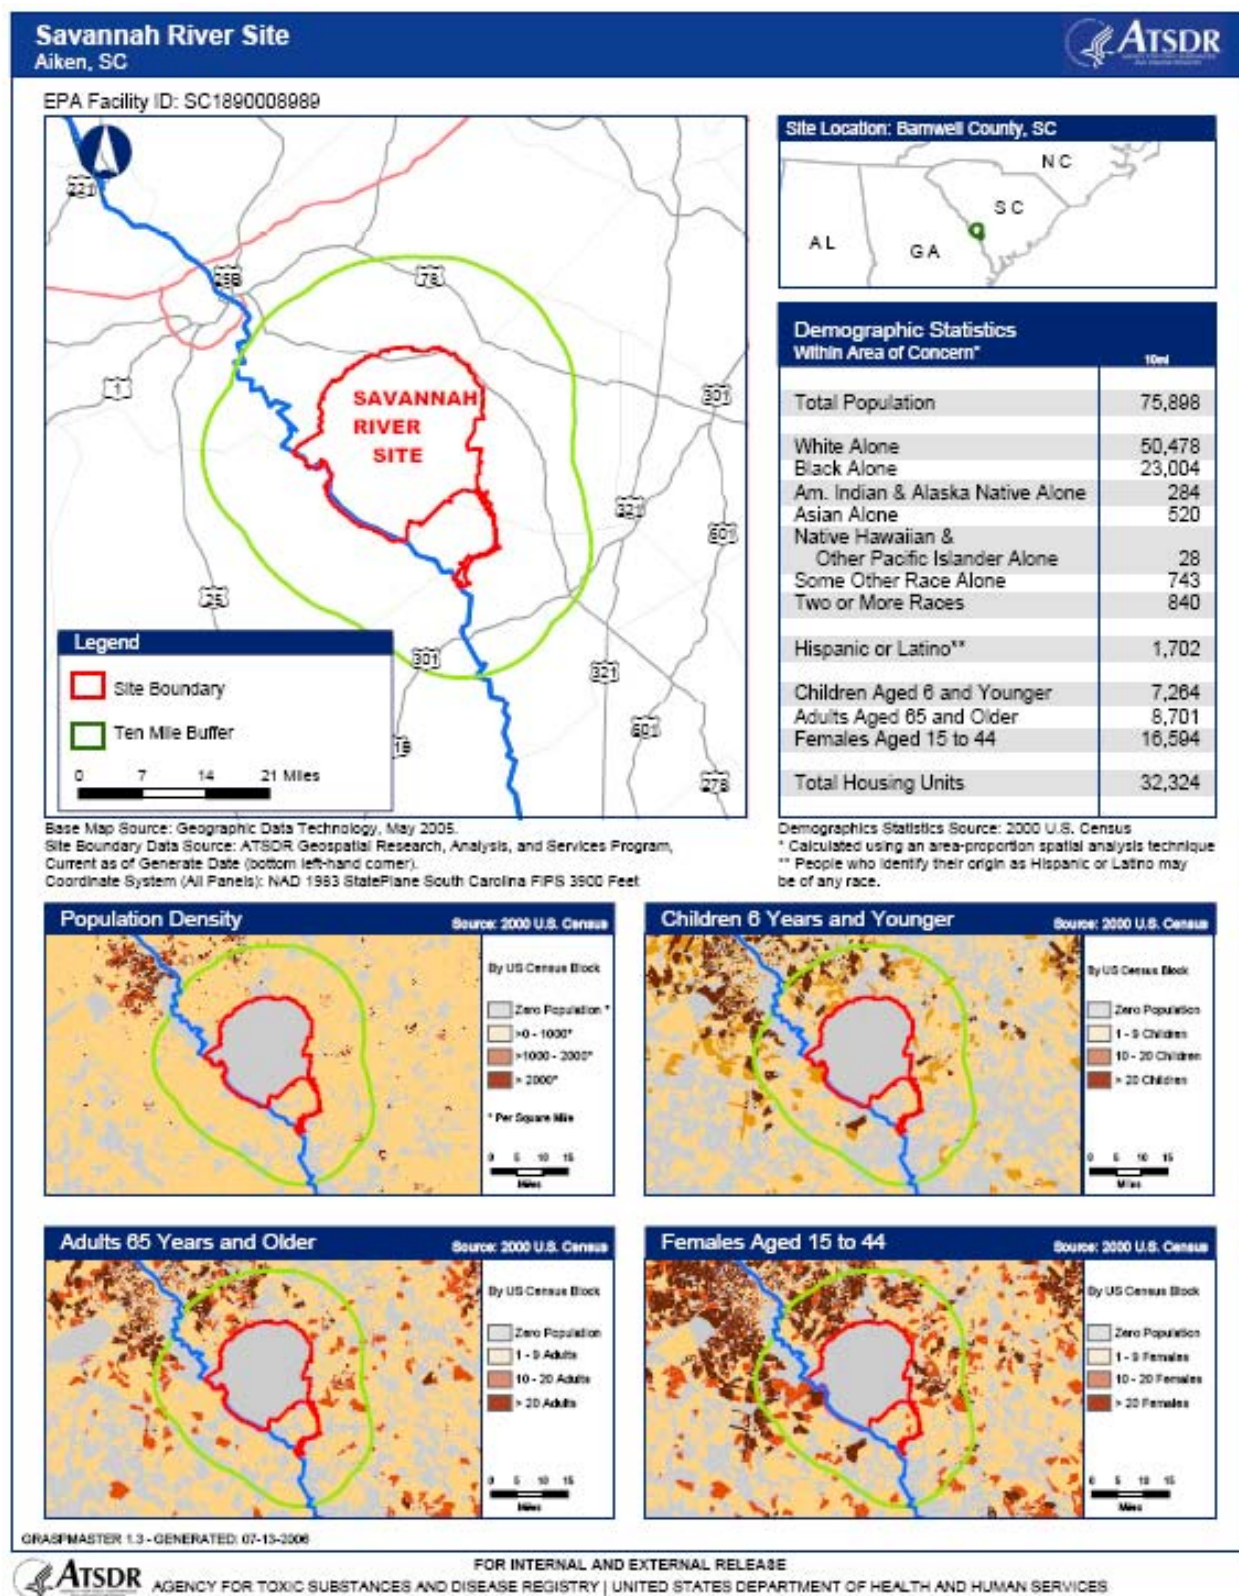 Savannah River Site
Aiken, SC
ATSDR
EPA Facility ID: SC1890008989
221
25B
78
1
301
321
601
25
301
321
601
278
SAVANNAH
RIVER
SITE
Legend
Site Boundary
Ten Mile Buffer
0 7 14 21 Miles
Site Location: Barnwell County, SC
NC
SC
AL
GA
Demographic Statistics
Within Area of Concern* 10mi
Total Population 75,898
White Alone 50,478
Black Alone 23,004
Am. Indian & Alaska Native Alone 284
Asian Alone 520
Native Hawaiian &
Other Pacific Islander Alone 28
Some Other Race Alone 743
Two or More Races 840
Hispanic or Latino** 1,702
Children Aged 6 and Younger 7,264
Adults Aged 65 and Older 8,701
Females Aged 15 to 44 16,594
Total Housing Units 32,324
Base Map Source: Geographic Data Technology, May 2005.
Site Boundary Data Source: ATSDR Geospatial Research, Analysis, and Services Program,
Current as of Generate Date (bottom left-hand corner).
Coordinate System (All Panels): NAD 1983 StatePlane South Carolina FIPS 3900 Feet
Demographics Statistics Source: 2000 U.S. Census
* Calculated using an area-proportion spatial analysis technique
** People who identify their origin as Hispanic or Latino may
be of any race.
Population Density Source: 2000 U.S. Census
By US Census Block
Zero Population *
>0 - 1000*
>1000 - 2000*
> 2000*
* Per Square Mile
0 5 10 15
Miles
Children 6 Years and Younger Source: 2000 U.S. Census
By US Census Block
Zero Population
1 - 9 Children
10 - 20 Children
> 20 Children
0 5 10 15
Miles
Adults 65 Years and Older Source: 2000 U.S. Census
By US Census Block
Zero Population
1 - 9 Adults
10 - 20 Adults
> 20 Adults
0 5 10 15
Miles
Females Aged 15 to 44 Source: 2000 U.S. Census
By US Census Block
Zero Population
1 - 9 Females
10 - 20 Females
> 20 Females
0 5 10 15
Miles
GRASPMASTER 1.3 - GENERATED: 07-13-2006
FOR INTERNAL AND EXTERNAL RELEASE
ATSDR AGENCY FOR TOXIC SUBSTANCES AND DISEASE REGISTRY | UNITED STATES DEPARTMENT OF HEALTH AND HUMAN SERVICES